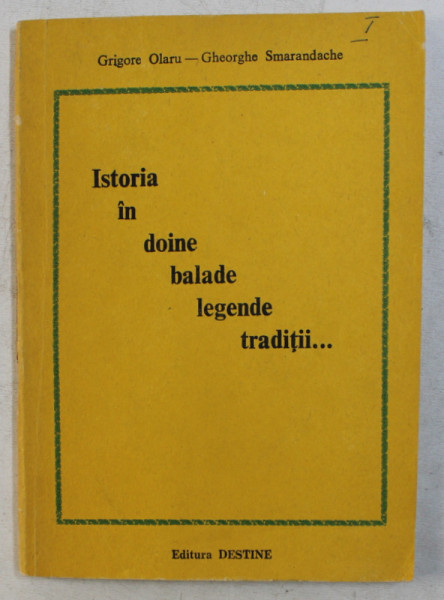 I
Grigore Olaru — Gheorghe Smarandache
Istoria
în
doine
balade
legende
tradiții...
Editura DESTINE